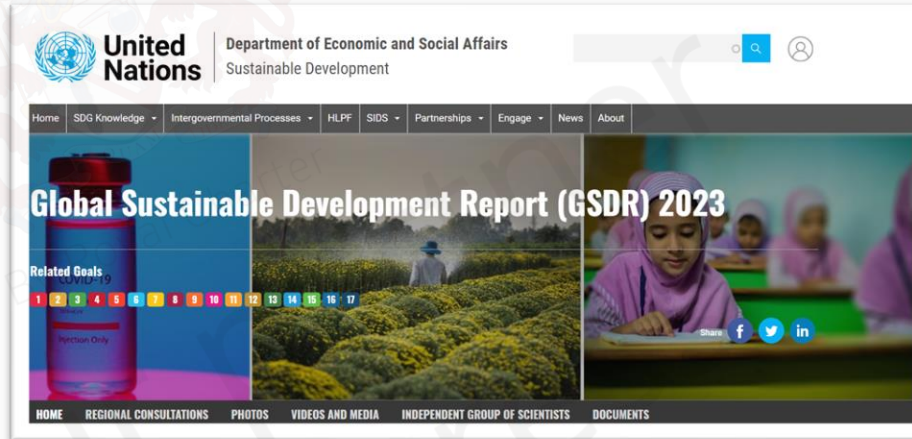 United Nations
Department of Economic and Social Affairs
Sustainable Development
Home SDG Knowledge Intergovernmental Processes HLPF SIDS Partnerships Engage News About
Global Sustainable Development Report (GSDR) 2023
Related Goals
COVID-19
1 2 3 4 5 6 7 8 9 10 11 12 13 14 15 16 17
Injection Only
Share f in
HOME REGIONAL CONSULTATIONS PHOTOS VIDEOS AND MEDIA INDEPENDENT GROUP OF SCIENTISTS DOCUMENTS